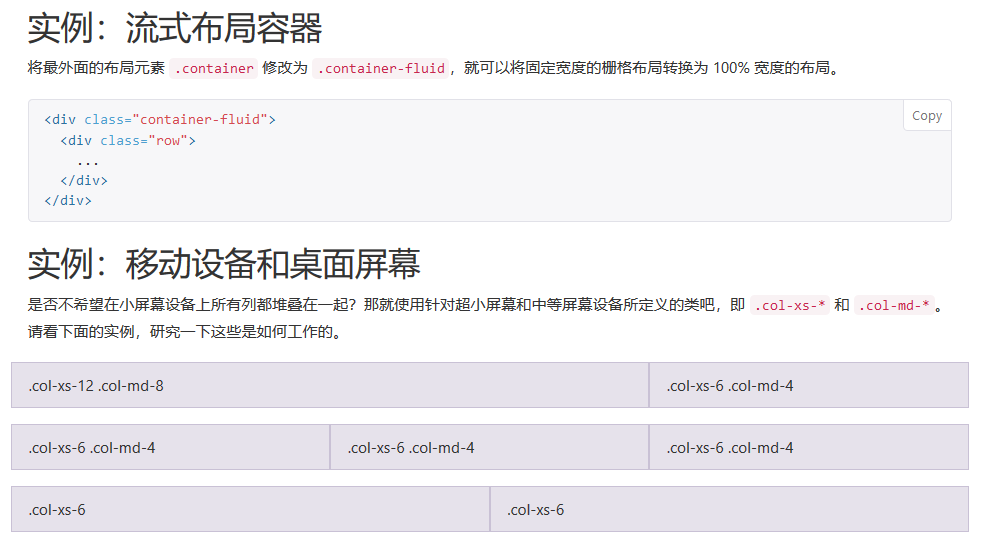 实例：流式布局容器
将最外面的布局元素 .container 修改为 .container-fluid，就可以将固定宽度的栅格布局转换为 100% 宽度的布局。
Copy
<div class="container-fluid">
  <div class="row">
    ...
  </div>
</div>
实例：移动设备和桌面屏幕
是否不希望在小屏幕设备上所有列都堆叠在一起？那就使用针对超小屏幕和中等屏幕设备所定义的类吧，即 .col-xs-* 和 .col-md-*。
请看下面的实例，研究一下这些是如何工作的。
.col-xs-12 .col-md-8 .col-xs-6 .col-md-4
.col-xs-6 .col-md-4 .col-xs-6 .col-md-4 .col-xs-6 .col-md-4
.col-xs-6 .col-xs-6